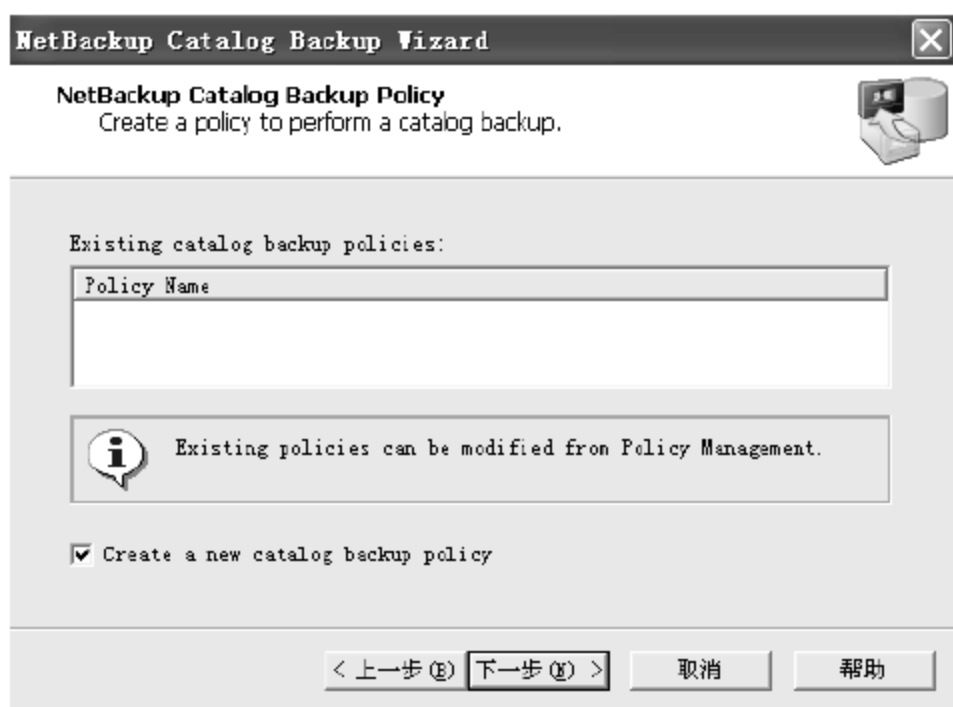 NetBackup Catalog Backup Wizard
NetBackup Catalog Backup Policy
Create a policy to perform a catalog backup.
Existing catalog backup policies:
Policy Name
Existing policies can be modified from Policy Management.
Create a new catalog backup policy
< 上一步(B) 下一步(N) > 取消 帮助